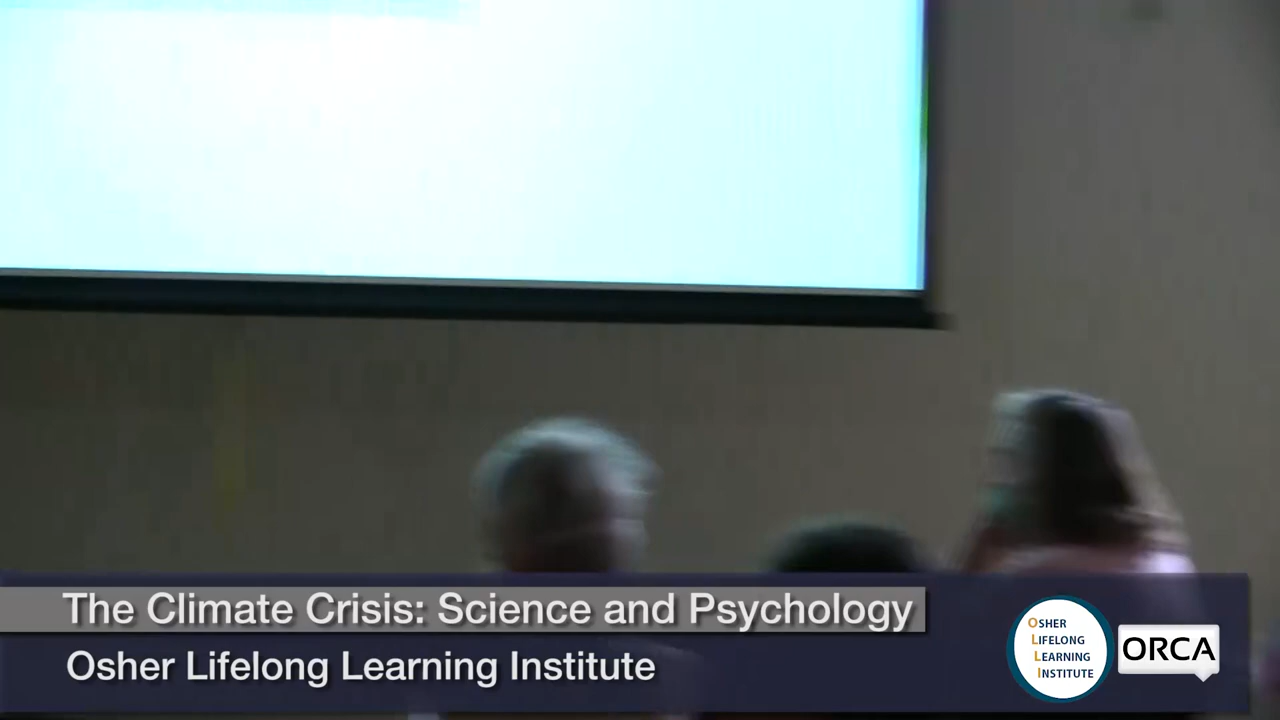 The Climate Crisis: Science and Psychology
Osher Lifelong Learning Institute
OSHER
LIFELONG
LEARNING
INSTITUTE
ORCA